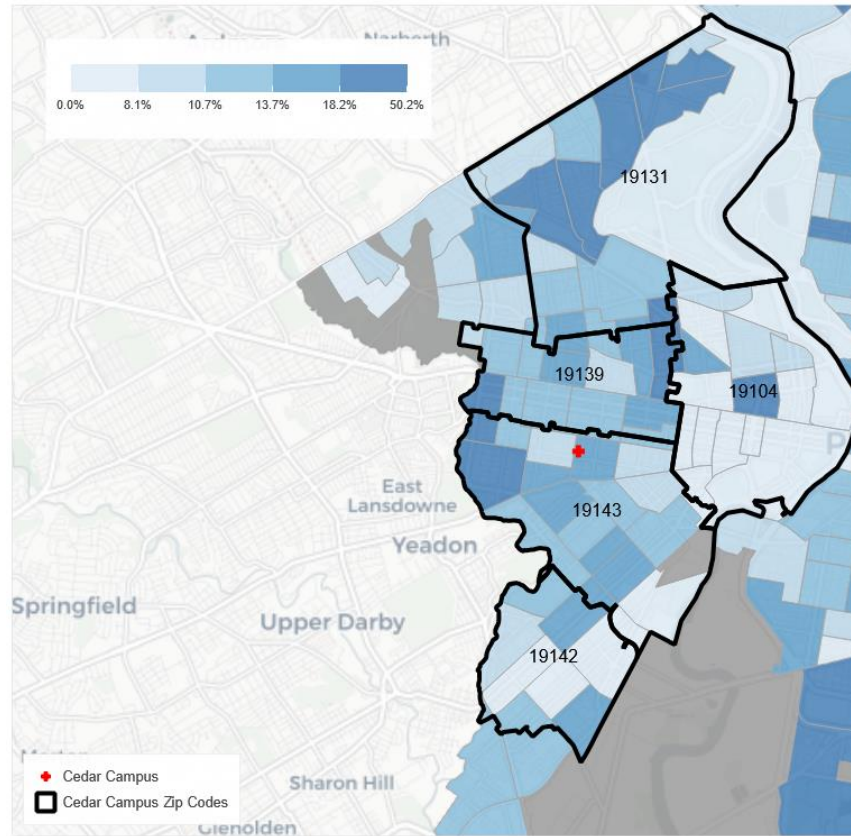 Narberth
0.0% 8.1% 10.7% 13.7% 18.2% 50.2%
19131
19139
19104
19143
East
Lansdowne
Yeadon
Springfield
Upper Darby
19142
Cedar Campus
Cedar Campus Zip Codes
Sharon Hill
Glenolden